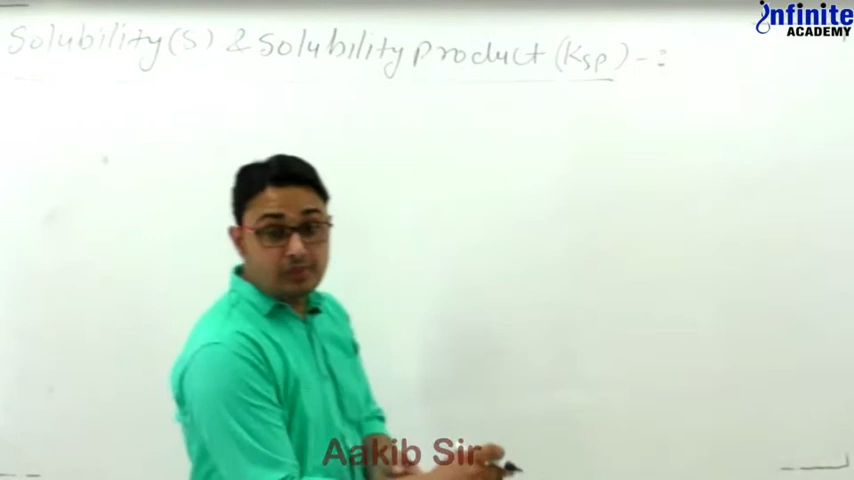 Solubility (S) & Solubility Product (Ksp) -:
infinite
ACADEMY
Aakib Sir